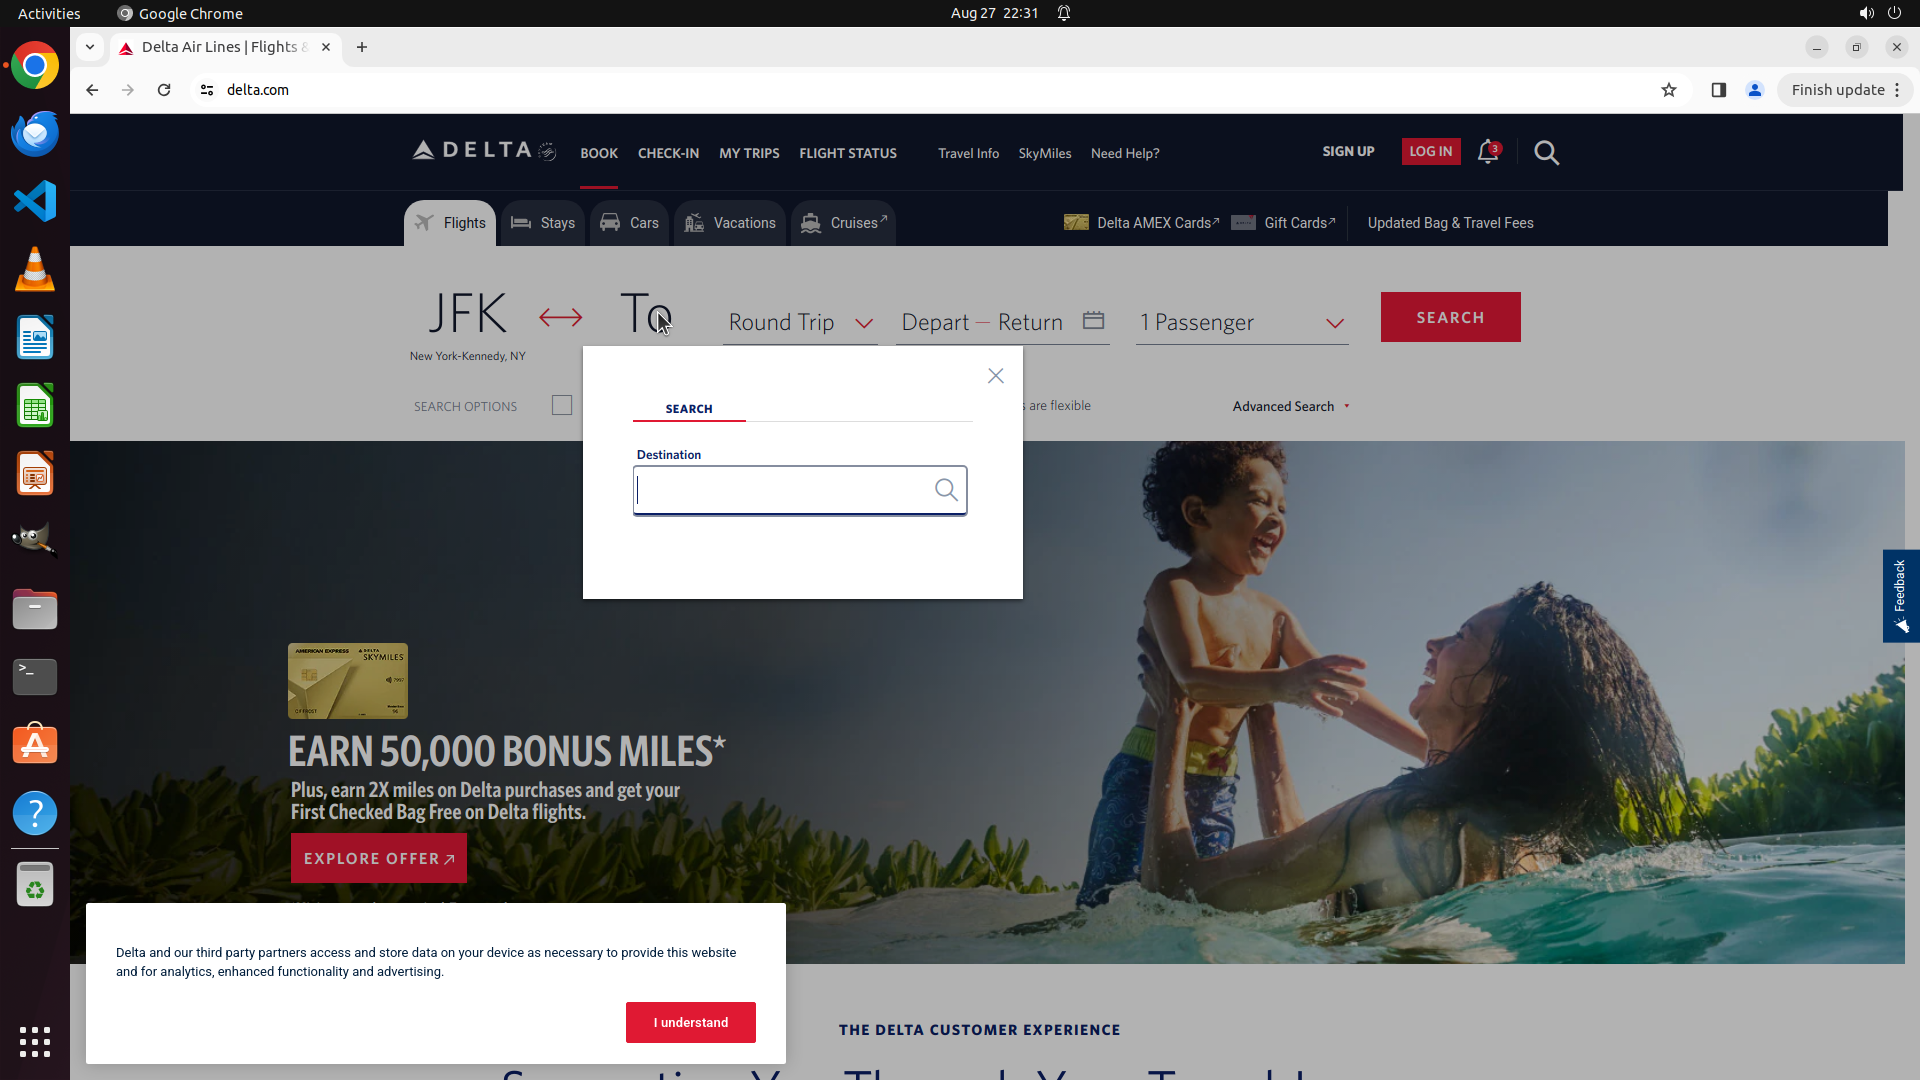 Activities
Google Chrome
Aug 27 22:31
Delta Air Lines | Flights &
delta.com
Finish update
DELTA
BOOK
CHECK-IN
MY TRIPS
FLIGHT STATUS
Travel Info
SkyMiles
Need Help?
SIGN UP
LOG IN
3
Flights
Stays
Cars
Vacations
Cruises
Delta AMEX Cards
Gift Cards
Updated Bag & Travel Fees
JFK
To
Round Trip
Depart — Return
1 Passenger
SEARCH
New York-Kennedy, NY
SEARCH OPTIONS
are flexible
Advanced Search
SEARCH
Destination
Feedback
AMERICAN EXPRESS
DELTA
SKYMILES
EARN 50,000 BONUS MILES*
Plus, earn 2X miles on Delta purchases and get your
First Checked Bag Free on Delta flights.
EXPLORE OFFER
Delta and our third party partners access and store data on your device as necessary to provide this website
and for analytics, enhanced functionality and advertising.
I understand
THE DELTA CUSTOMER EXPERIENCE